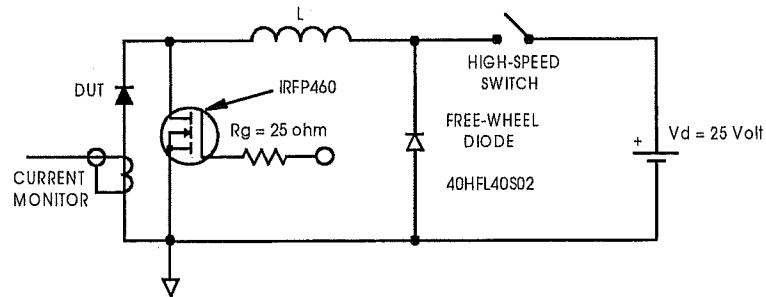 L
HIGH-SPEED
SWITCH
DUT
IRFP460
Rg = 25 ohm
FREE-WHEEL
DIODE
+
Vd = 25 Volt
CURRENT
MONITOR
40HFL40S02